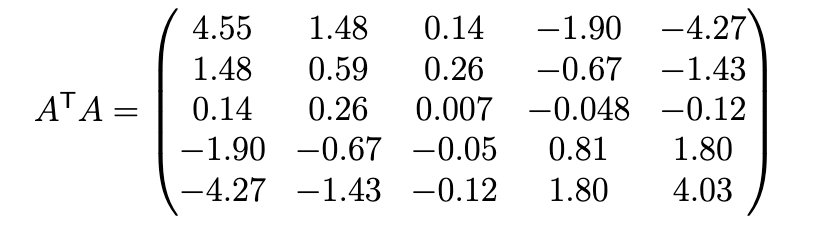 4.55 1.48 0.14 −1.90 −4.27
1.48 0.59 0.26 −0.67 −1.43
AᵀA = 0.14 0.26 0.007 −0.048 −0.12
−1.90 −0.67 −0.05 0.81 1.80
−4.27 −1.43 −0.12 1.80 4.03